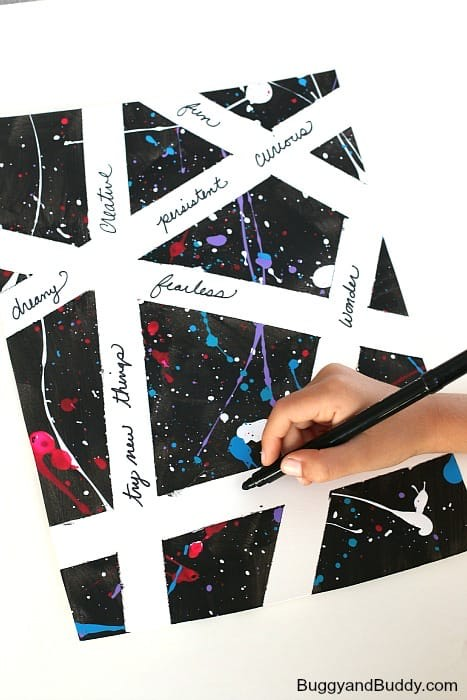 fun
curious
creative
persistent
dreamy
fearless
wonder
try new things
BuggyandBuddy.com